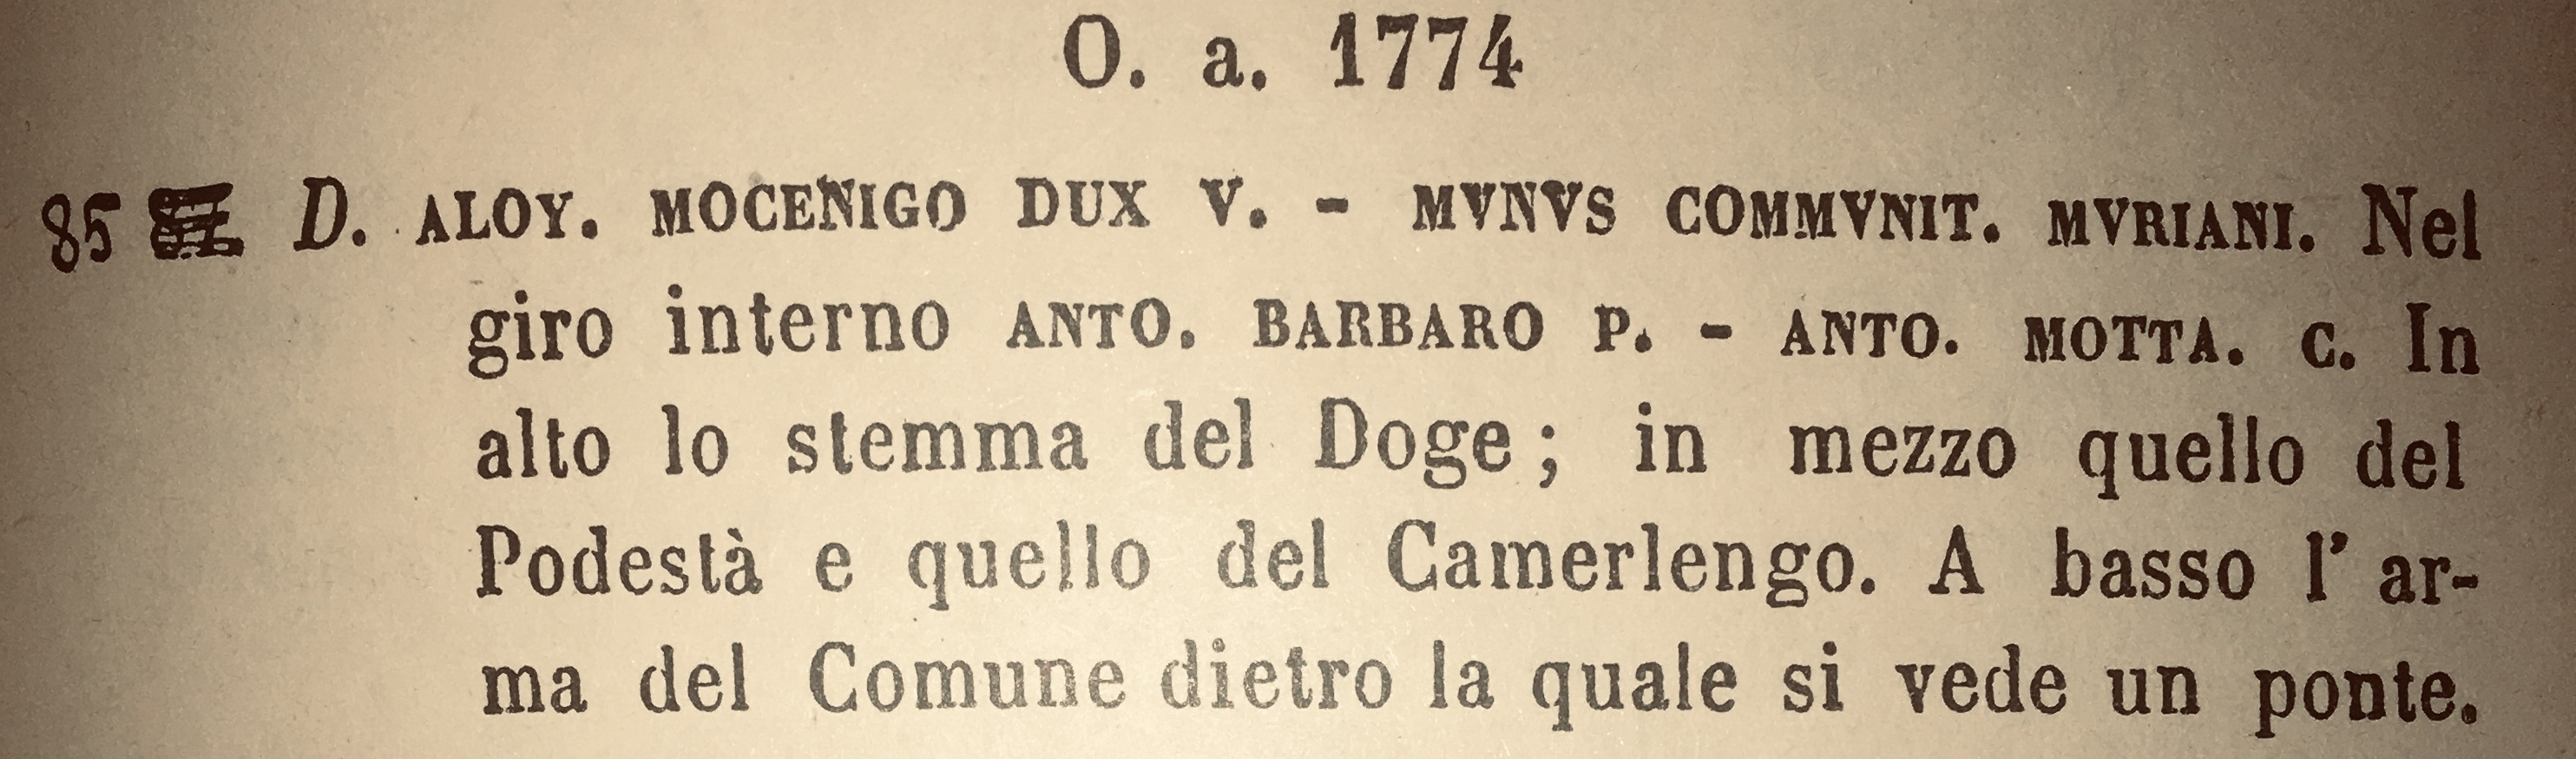 O. a. 1774
85 D. ALOY. MOCENIGO DUX V. - MVNVS COMMVNIT. MVRIANI. Nel
giro interno ANTO. BARBARO P. - ANTO. MOTTA. C. In
alto lo stemma del Doge ; in mezzo quello del
Podestà e quello del Camerlengo. A basso l' ar-
ma del Comune dietro la quale si vede un ponte.